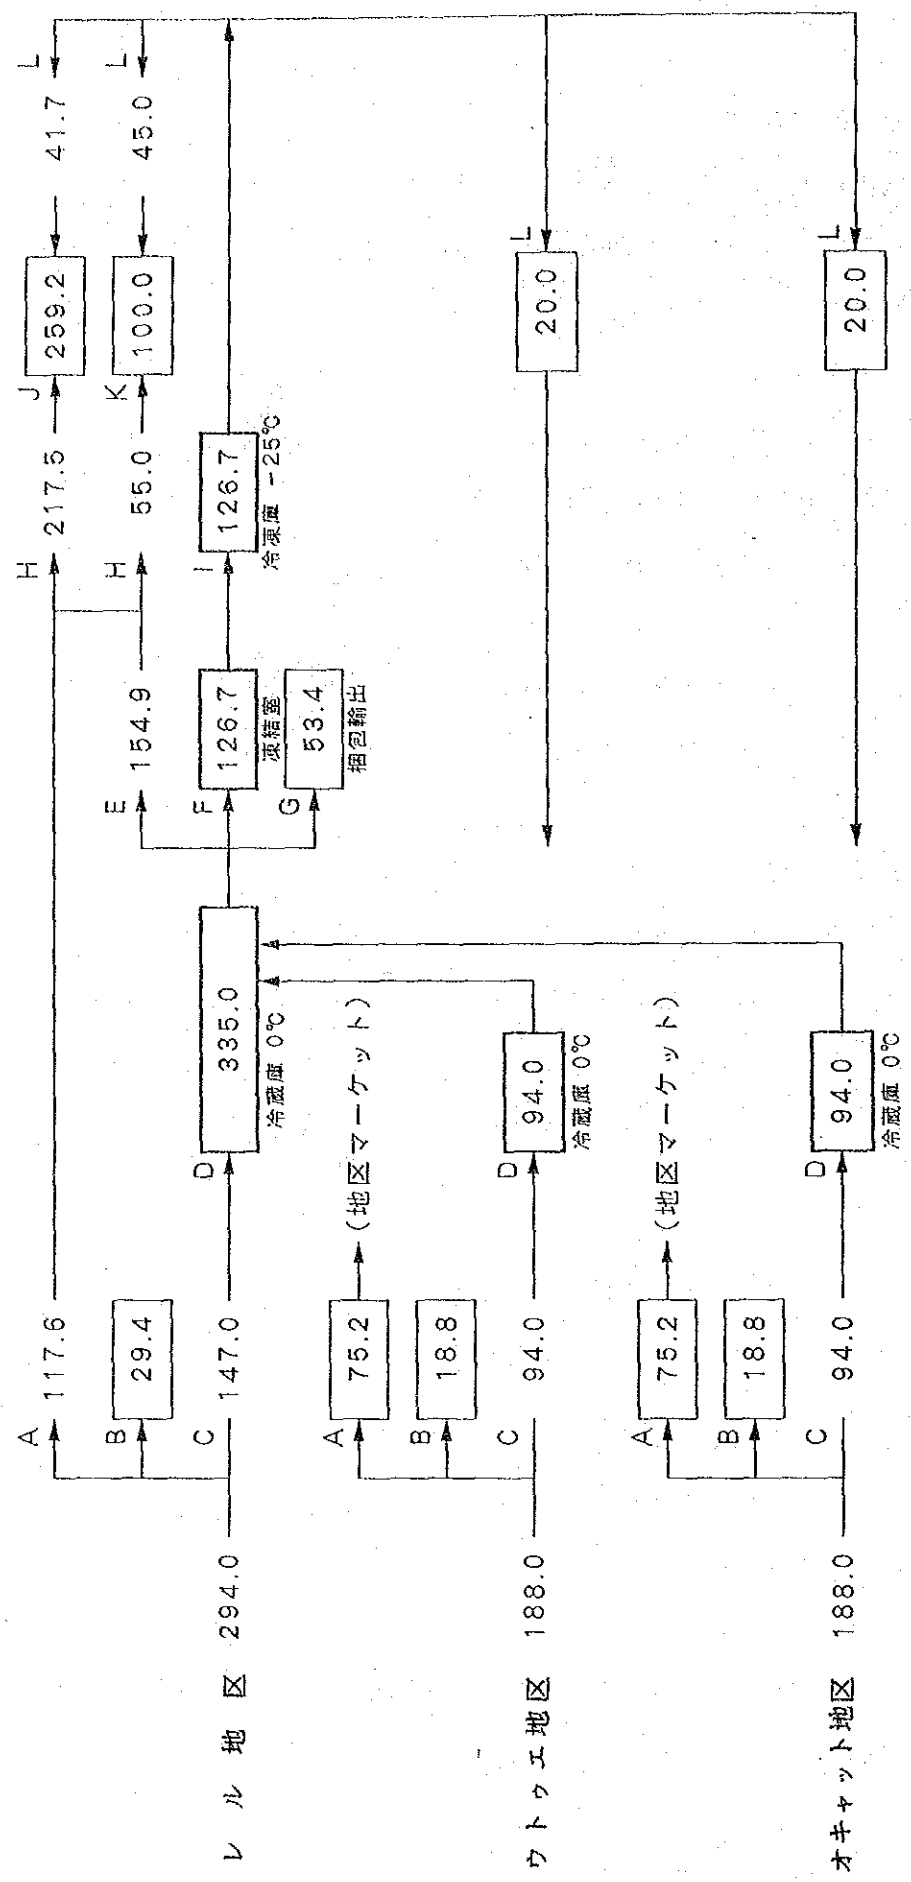 レル地区 294.0
A 117.6
B 29.4
C 147.0
D 335.0
冷蔵庫 0℃
E 154.9
F 126.7
凍結室
G 53.4
梱包輸出
H 217.5
H 55.0
I 126.7
冷凍庫 -25℃
J 259.2
K 100.0
41.7 L
45.0 L
ウトゥエ地区 188.0
A 75.2 (地区マーケット)
B 18.8
C 94.0
D 94.0
冷蔵庫 0℃
20.0 L
オキャット地区 188.0
A 75.2 (地区マーケット)
B 18.8
C 94.0
D 94.0
冷蔵庫 0℃
20.0 L